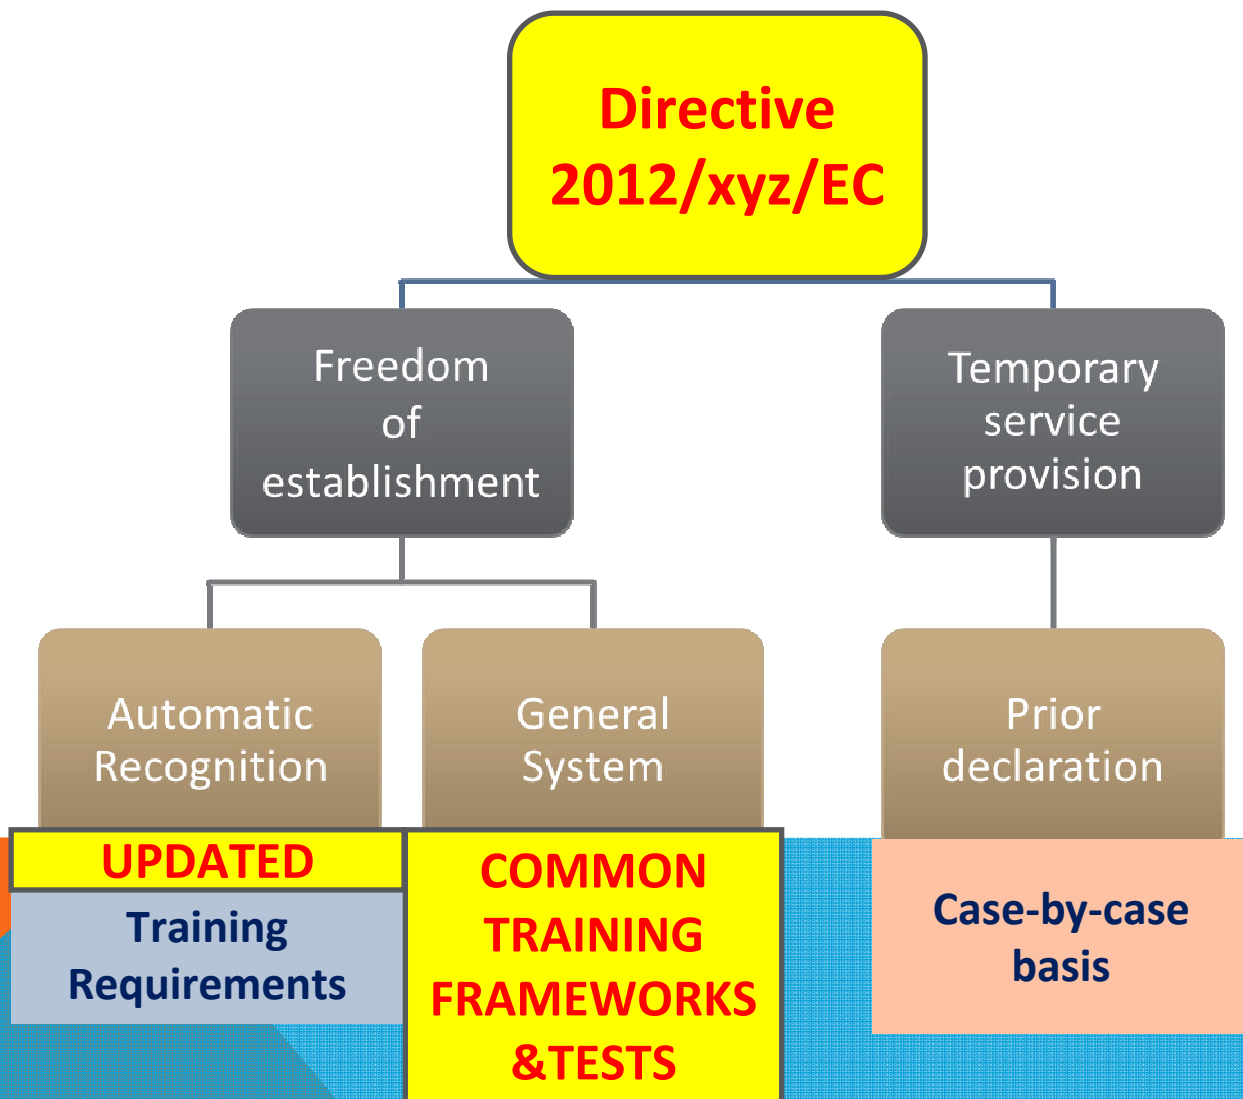 Directive
2012/xyz/EC
Freedom
of
establishment
Temporary
service
provision
Automatic
Recognition
General
System
Prior
declaration
UPDATED
Training
Requirements
COMMON
TRAINING
FRAMEWORKS
&TESTS
Case-by-case
basis